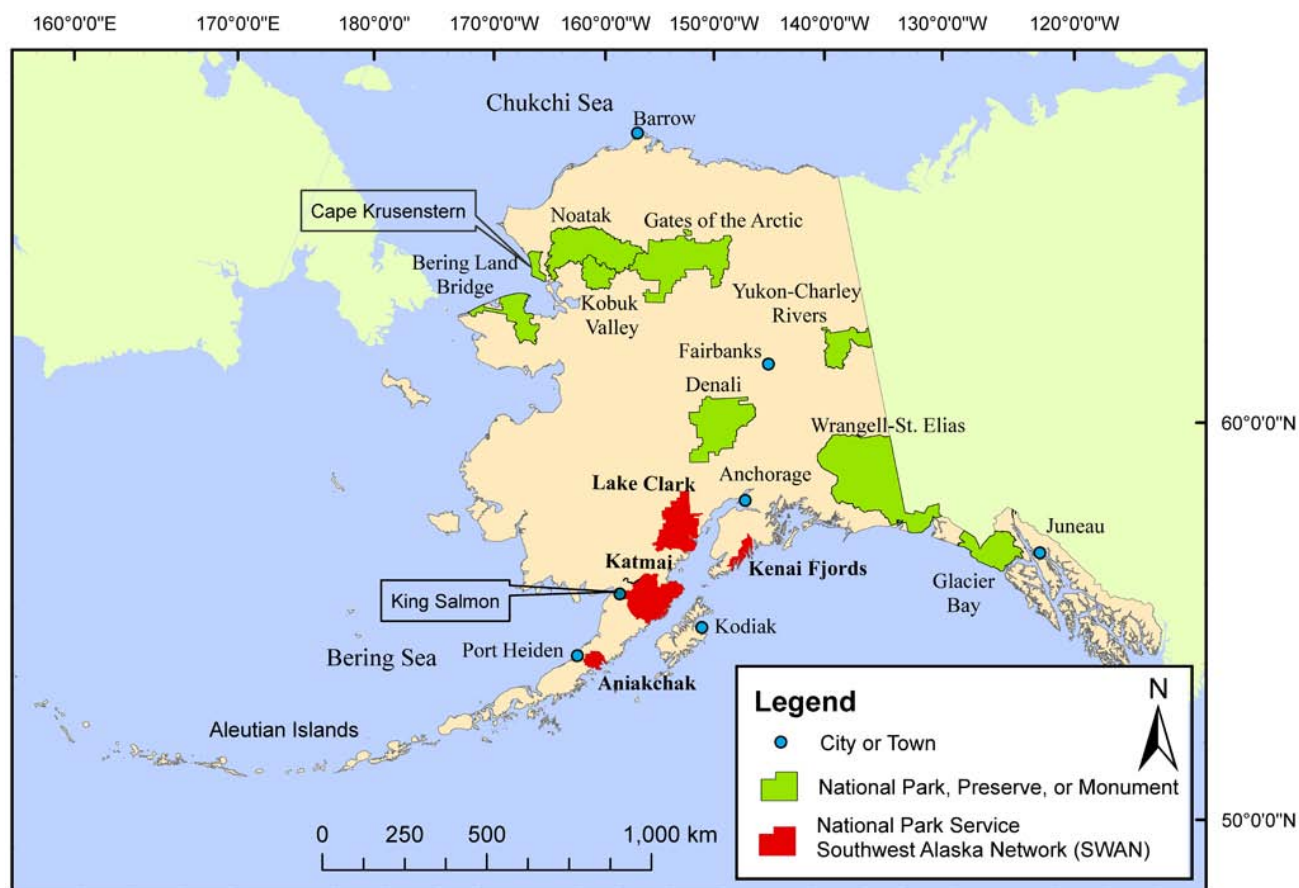 160°0'0"E
170°0'0"E
180°0'0"
170°0'0"W
160°0'0"W
150°0'0"W
140°0'0"W
130°0'0"W
120°0'0"W
Chukchi Sea
Barrow
Cape Krusenstern
Noatak
Gates of the Arctic
Bering Land
Bridge
Kobuk
Valley
Yukon-Charley
Rivers
Fairbanks
Denali
60°0'0"N
Wrangell-St. Elias
Lake Clark
Anchorage
Juneau
Katmai
Kenai Fjords
Glacier
Bay
King Salmon
Kodiak
Port Heiden
Bering Sea
Aniakchak
Aleutian Islands
Legend
N
City or Town
National Park, Preserve, or Monument
National Park Service
Southwest Alaska Network (SWAN)
0 250 500 1,000 km
50°0'0"N